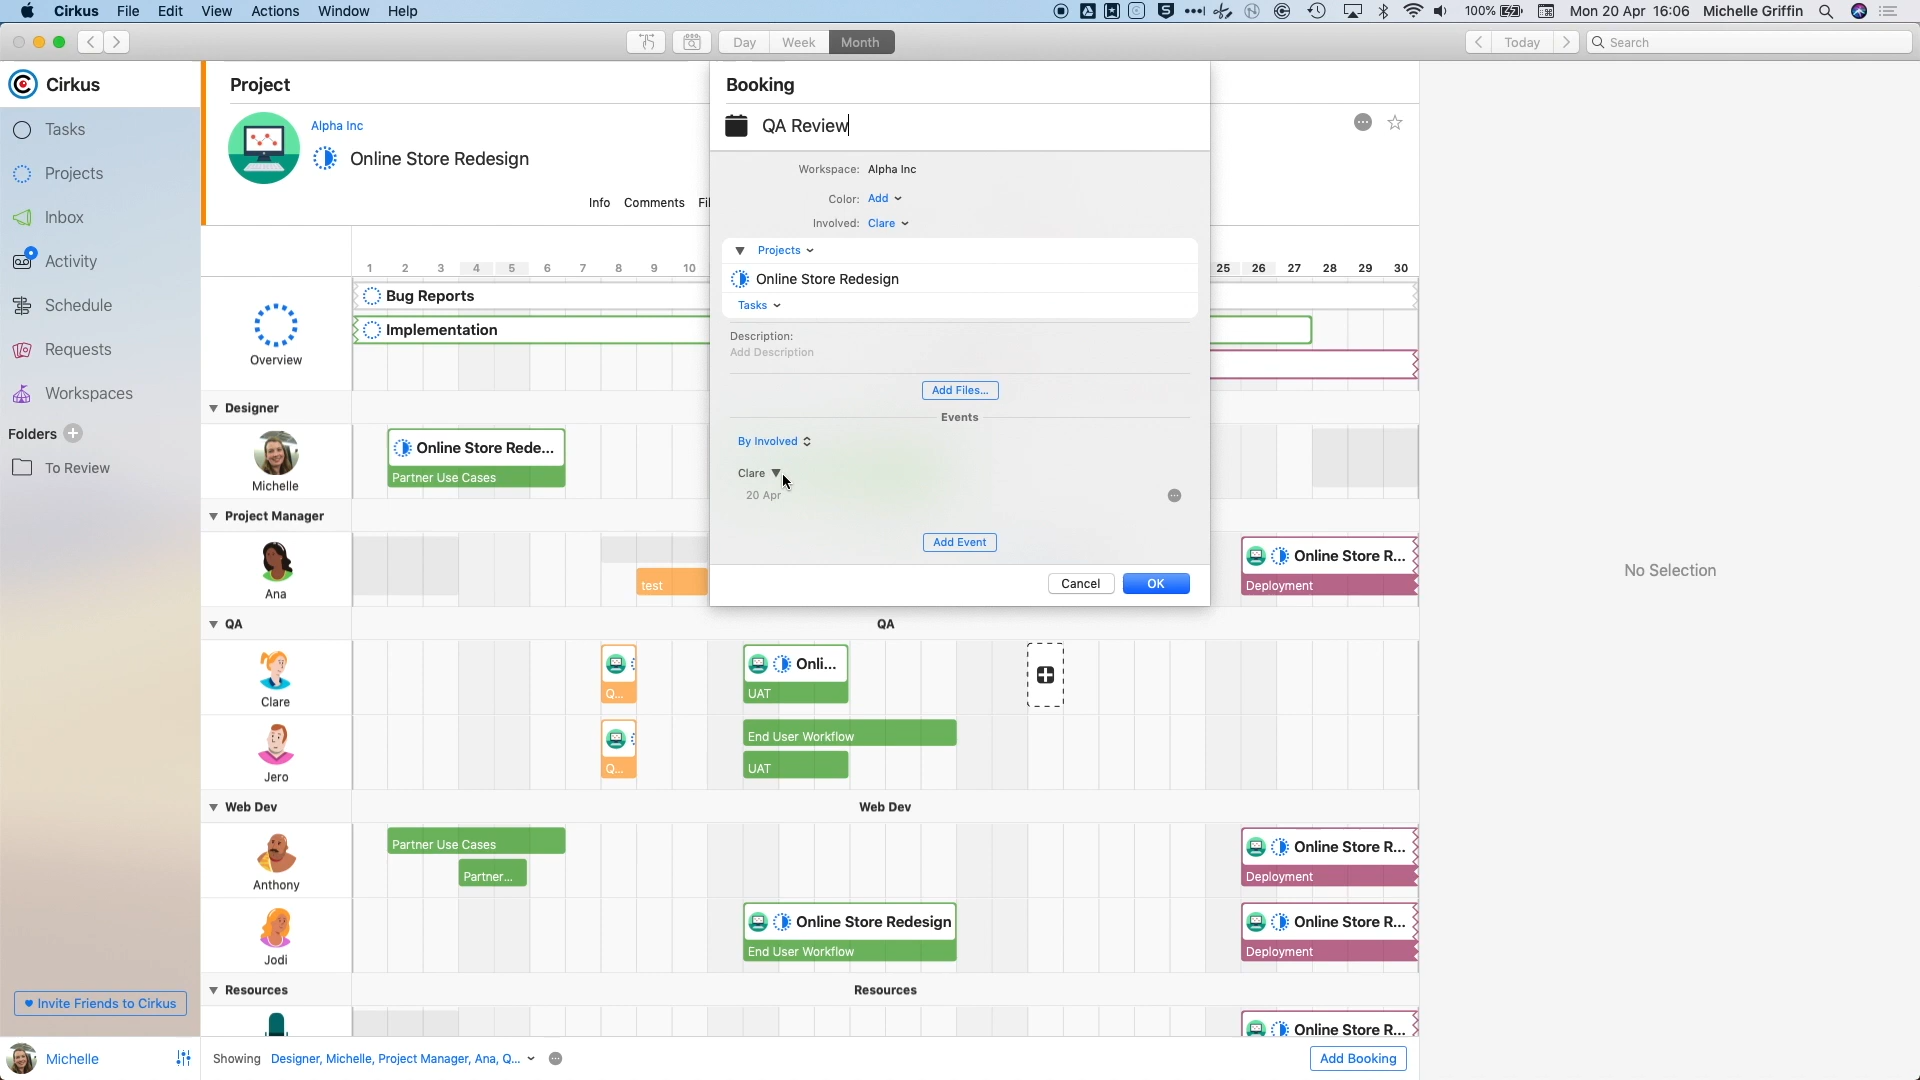 Cirkus File Edit View Actions Window Help
100% Mon 20 Apr 16:06 Michelle Griffin
Day Week Month
Today Search
Cirkus
Tasks
Projects
Inbox
Activity
Schedule
Requests
Workspaces
Folders
To Review
Invite Friends to Cirkus
Michelle
Project
Alpha Inc
Online Store Redesign
Info Comments Fil
1 2 3 4 5 6 7 8 9 10
25 26 27 28 29 30
Bug Reports
Implementation
Overview
Designer
Online Store Rede...
Partner Use Cases
Michelle
Project Manager
test
Online Store R...
Deployment
Ana
QA QA
Onli...
Q...
UAT
Clare
End User Workflow
Q...
UAT
Jero
Web Dev Web Dev
Partner Use Cases
Partner...
Online Store R...
Deployment
Anthony
Online Store Redesign
End User Workflow
Online Store R...
Deployment
Jodi
Resources Resources
Online Store R...
Showing Designer, Michelle, Project Manager, Ana, Q...
Add Booking
Booking
QA Review
Workspace: Alpha Inc
Color: Add
Involved: Clare
Projects
Online Store Redesign
Tasks
Description:
Add Description
Add Files...
Events
By Involved
Clare
20 Apr
Add Event
Cancel OK
No Selection